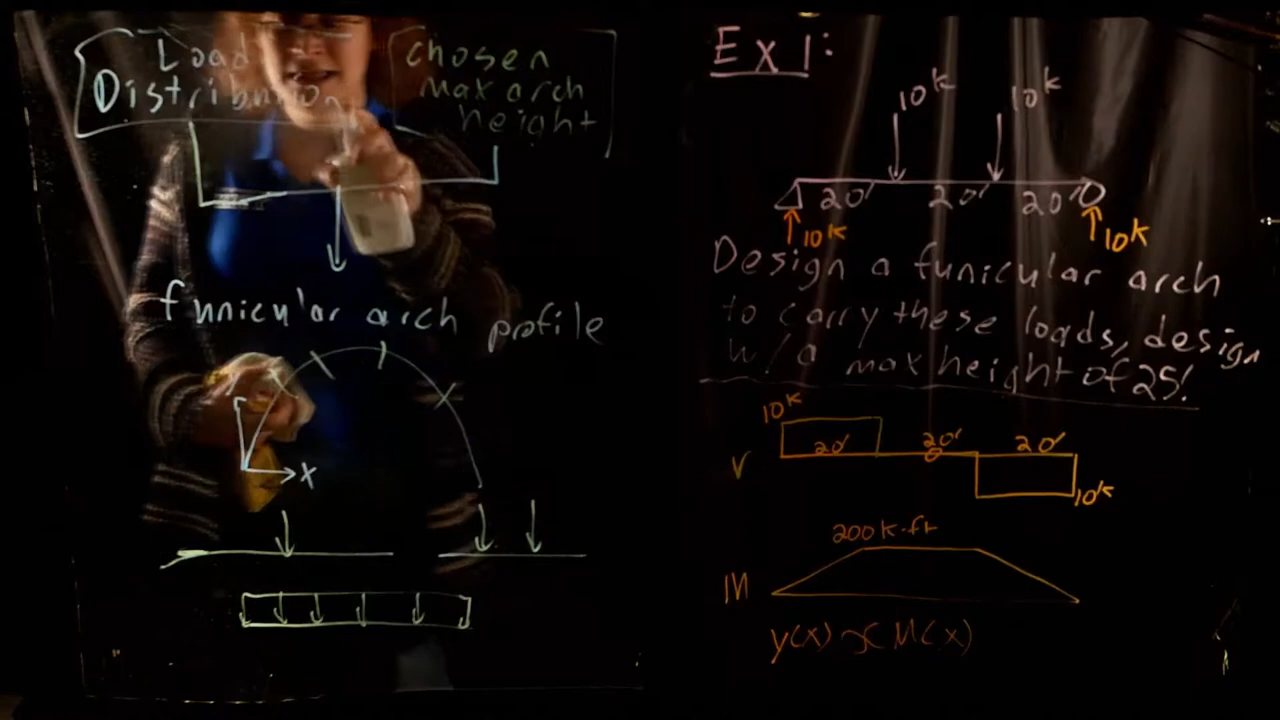 Load
Distribution
chosen
max arch
height
funicular arch profile
x
Ex 1:
10k
10k
20'
20'
20'
10k
10k
Design a funicular arch
to carry these loads, design
w/ a max height of 25'.
10k
20'
20'
20'
V
10k
200k·ft
M
y(x) ∝ M(x)